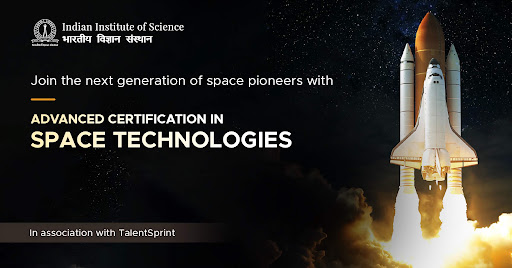 Indian Institute of Science
भारतीय विज्ञान संस्थान
Join the next generation of space pioneers with
ADVANCED CERTIFICATION IN
SPACE TECHNOLOGIES
In association with TalentSprint